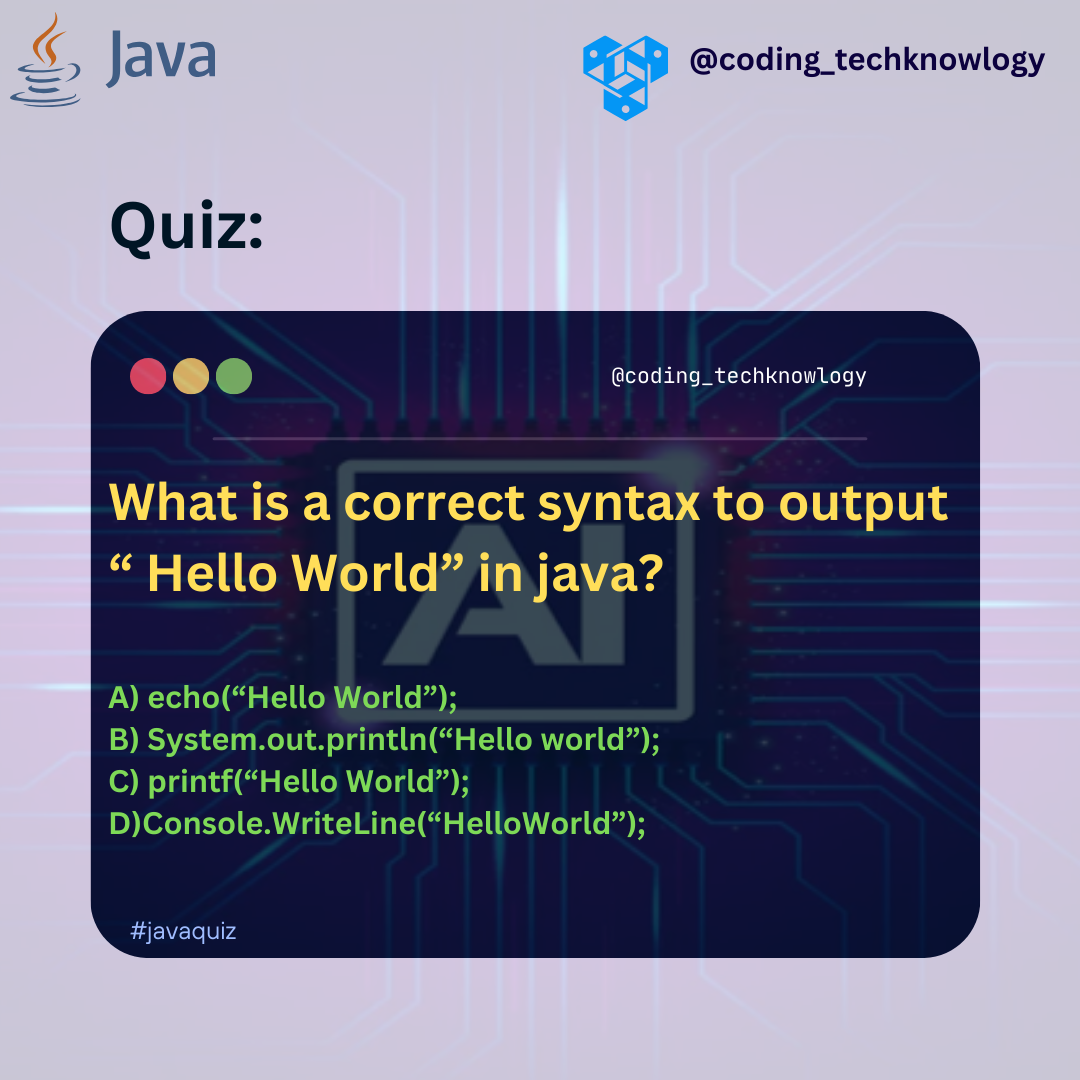 Java
@coding_techknowlogy
Quiz:
@coding_techknowlogy
AI
What is a correct syntax to output
“ Hello World” in java?
A) echo(“Hello World”);
B) System.out.println(“Hello world”);
C) printf(“Hello World”);
D)Console.WriteLine(“HelloWorld”);
#javaquiz